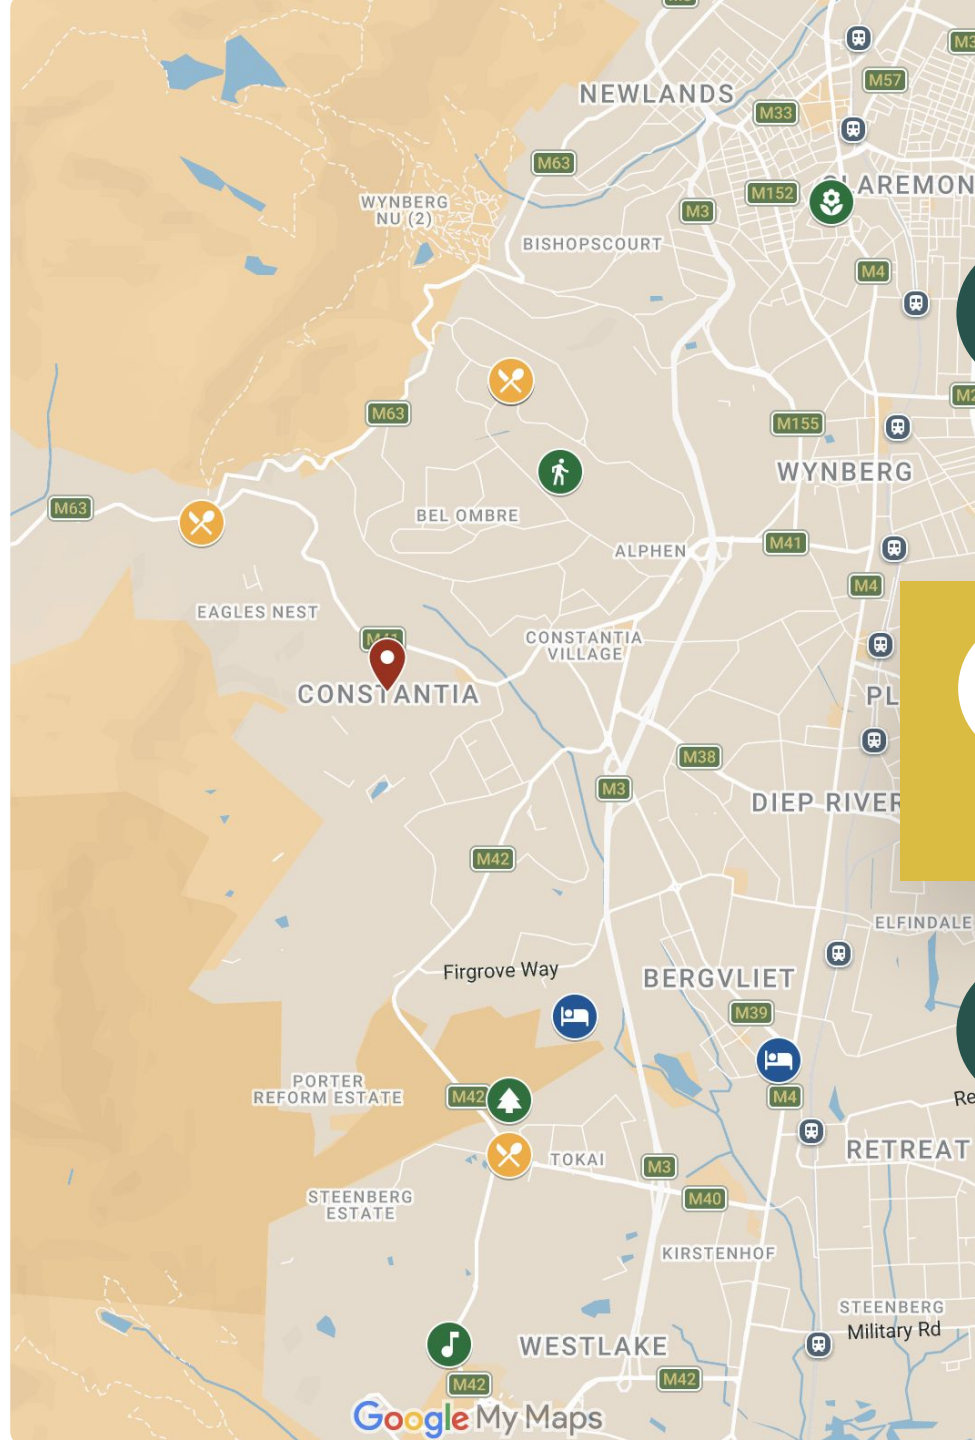 NEWLANDS
M57
M33
M63
WYNBERG
NU (2)
M152
M3
BISHOPSCOURT
M4
M63
M155
WYNBERG
M63
BEL OMBRE
ALPHEN
M41
M4
EAGLES NEST
CONSTANTIA
VILLAGE
CONSTANTIA
M38
M3
DIEP RIVER
M42
ELFINDALE
Firgrove Way
BERGVLIET
M39
PORTER
REFORM ESTATE
M42
M4
RETREAT
TOKAI
M3
M40
STEENBERG
ESTATE
KIRSTENHOF
STEENBERG
Military Rd
WESTLAKE
M42
M42
Google My Maps